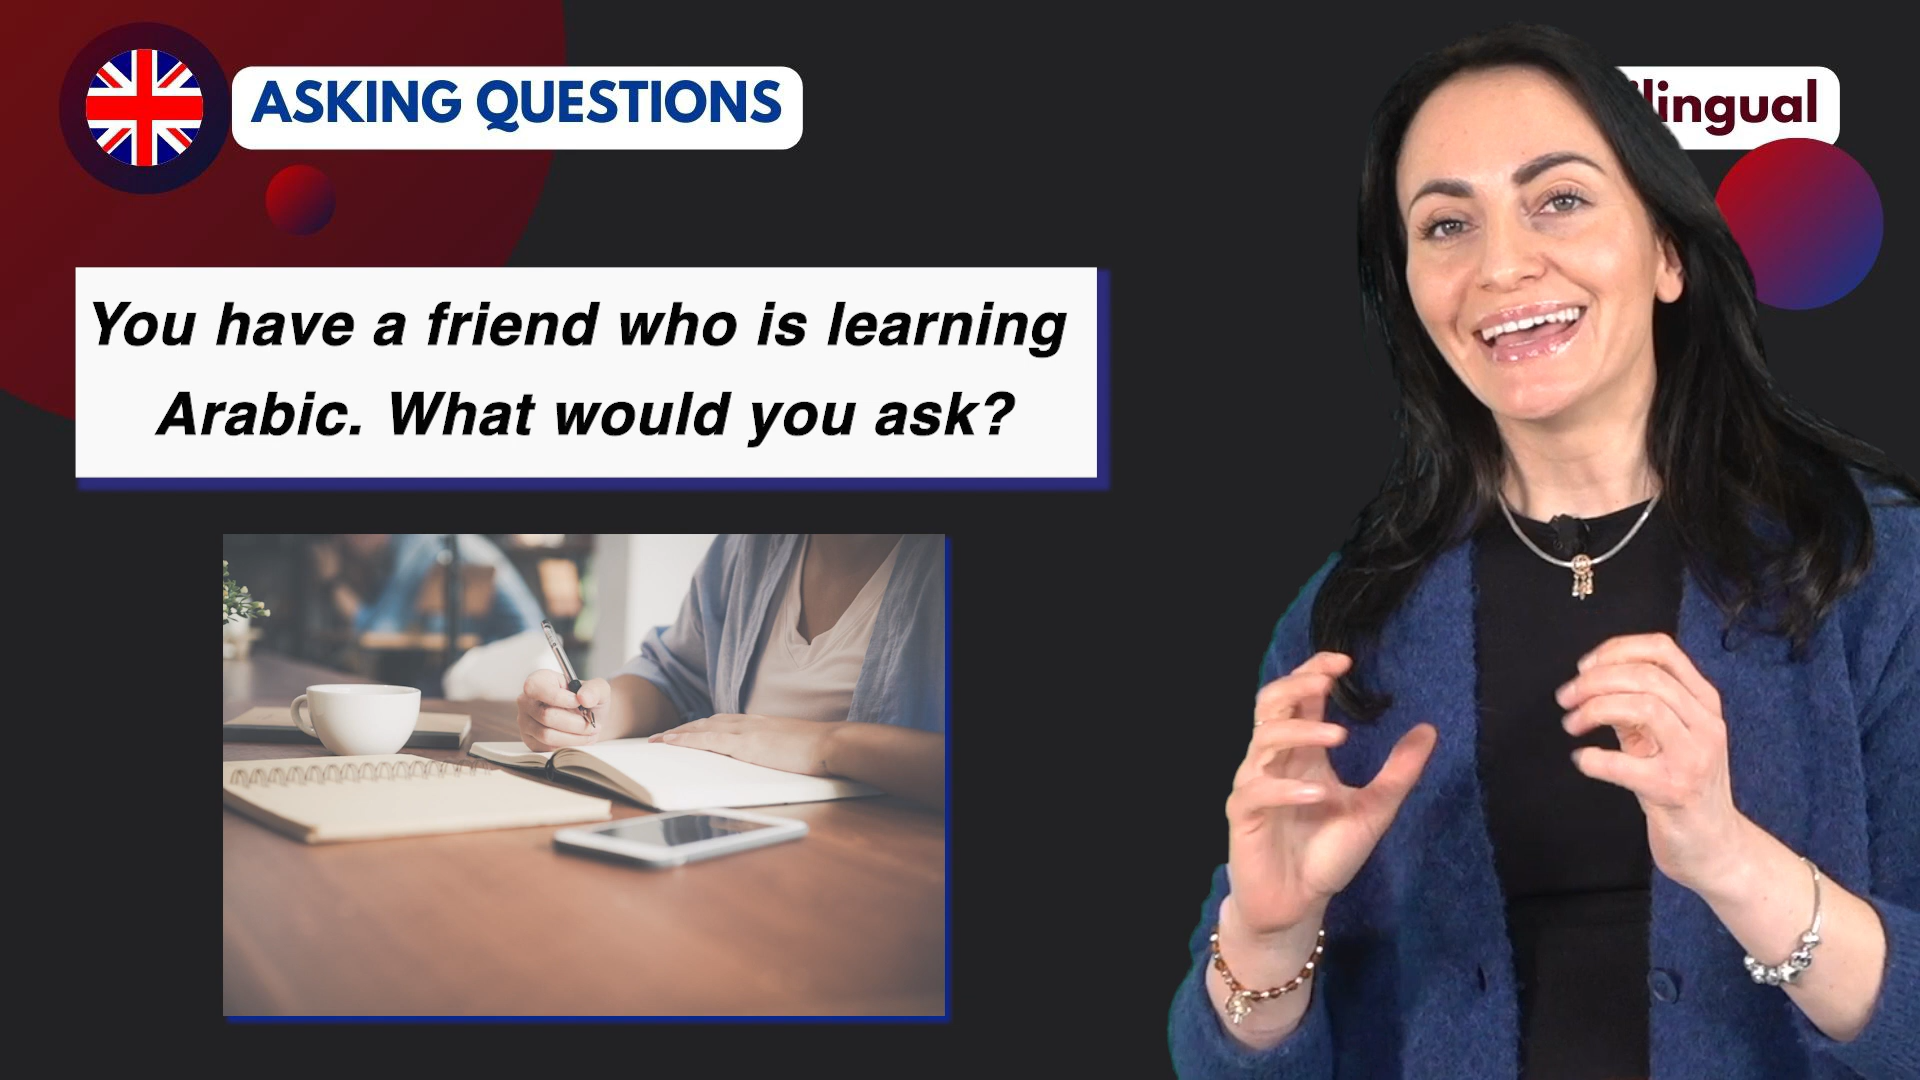 ASKING QUESTIONS
lingual
You have a friend who is learning
Arabic. What would you ask?